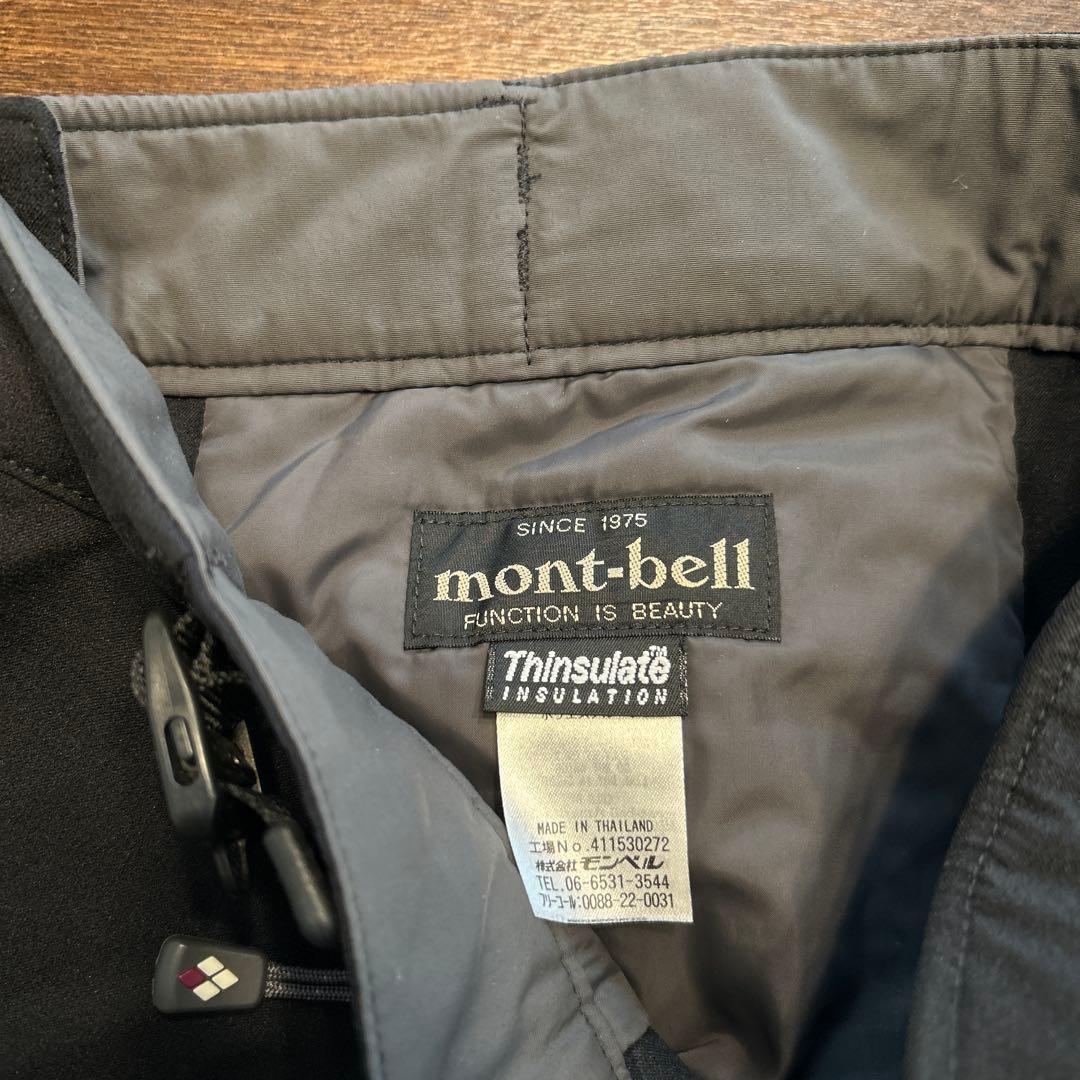 SINCE 1975
mont-bell
FUNCTION IS BEAUTY
Thinsulate™
INSULATION
MADE IN THAILAND
工場No.411530272
株式会社 モンベル
TEL.06-6531-3544
フリーコール:0088-22-0031